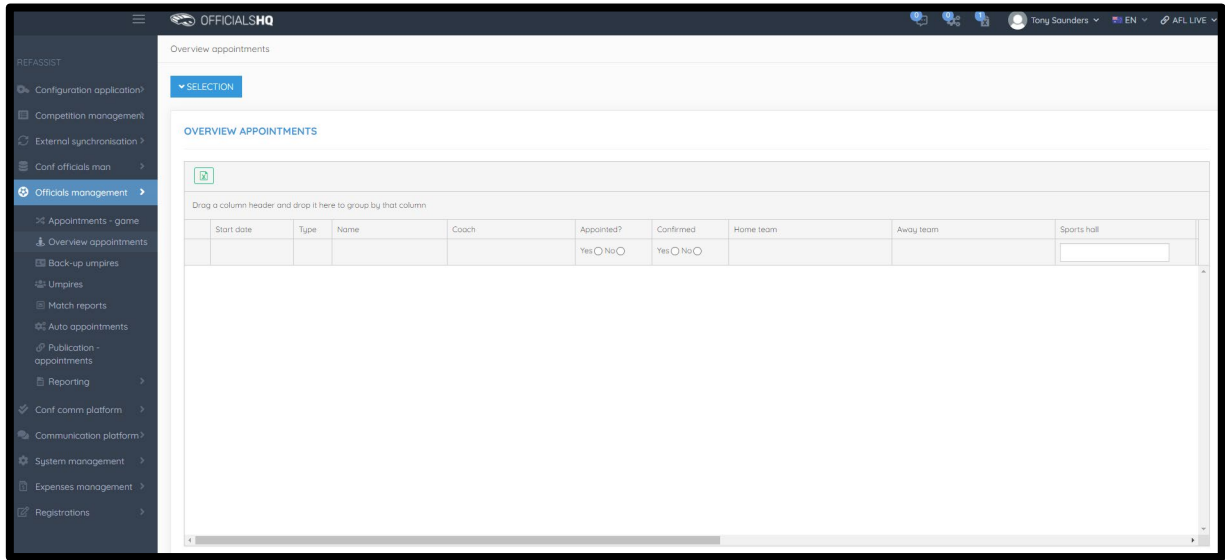 OFFICIALSHQ
0
0
1
Tony Saunders
EN
AFL LIVE
REFASSIST
Configuration application
Competition management
External synchronisation
Conf officials man
Officials management
Appointments - game
Overview appointments
Back-up umpires
Umpires
Match reports
Auto appointments
Publication -
appointments
Reporting
Conf comm platform
Communication platform
System management
Expenses management
Registrations
Overview appointments
SELECTION
OVERVIEW APPOINTMENTS
Drag a column header and drop it here to group by that column
Start date Type Name Coach Appointed? Confirmed Home team Away team Sports hall
Yes No Yes No